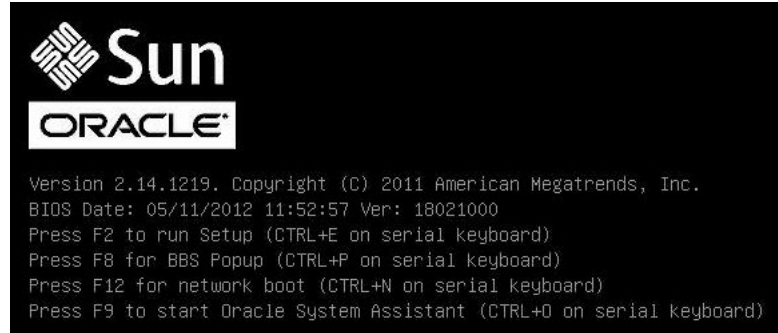 Sun
ORACLE
Version 2.14.1219. Copyright (C) 2011 American Megatrends, Inc.
BIOS Date: 05/11/2012 11:52:57 Ver: 18021000
Press F2 to run Setup (CTRL+E on serial keyboard)
Press F8 for BBS Popup (CTRL+P on serial keyboard)
Press F12 for network boot (CTRL+N on serial keyboard)
Press F9 to start Oracle System Assistant (CTRL+O on serial keyboard)